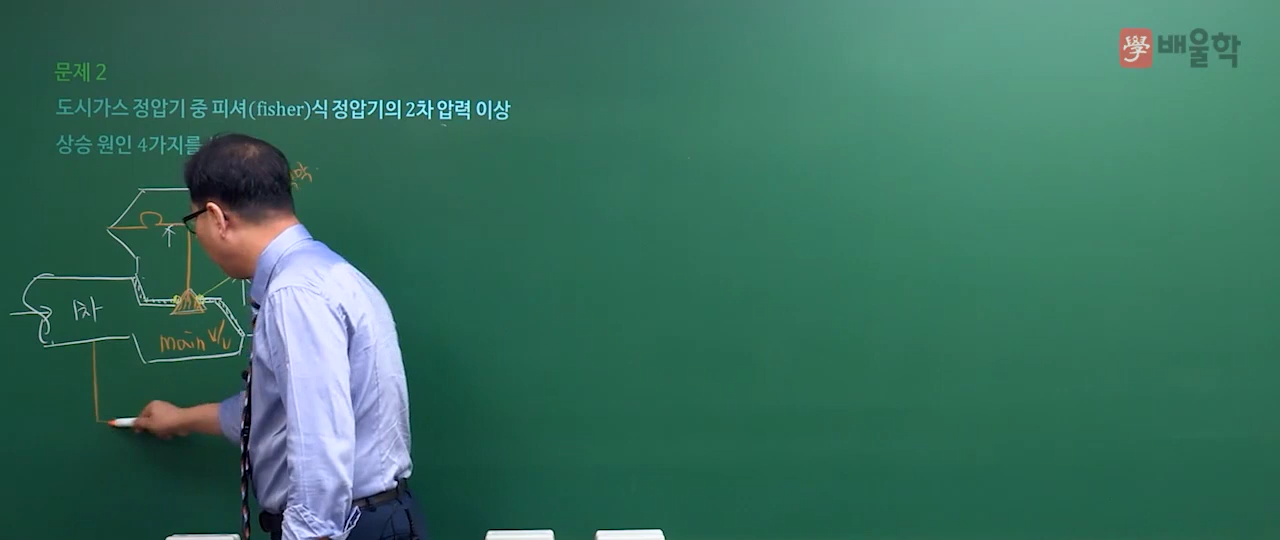 學 배울학
문제 2
도시가스 정압기 중 피셔(fisher)식 정압기의 2차 압력 이상
상승 원인 4가지를
1차
main V/V